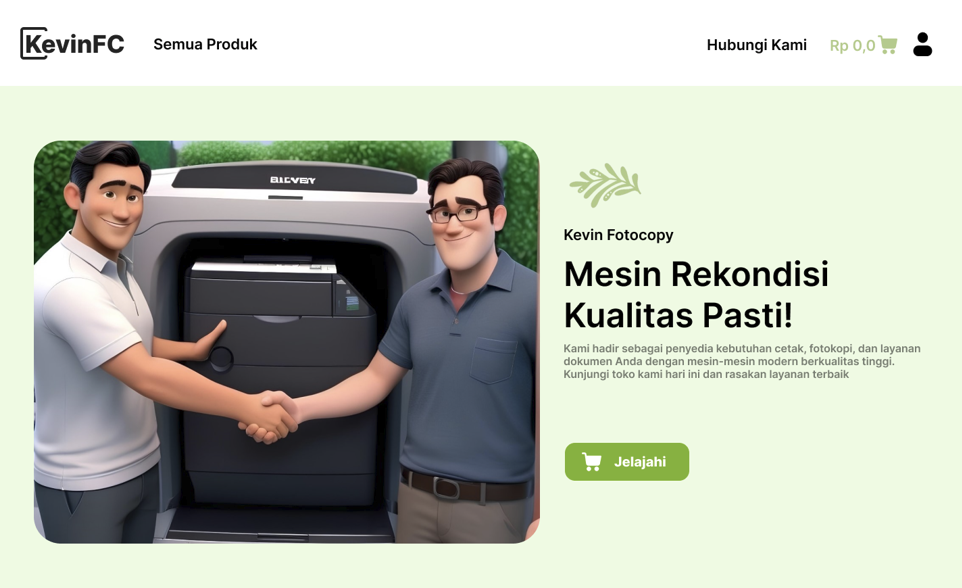 KevinFC
Semua Produk
Hubungi Kami
Rp 0,0
Kevin Fotocopy
Mesin Rekondisi
Kualitas Pasti!
Kami hadir sebagai penyedia kebutuhan cetak, fotokopi, dan layanan
dokumen Anda dengan mesin-mesin modern berkualitas tinggi.
Kunjungi toko kami hari ini dan rasakan layanan terbaik
Jelajahi